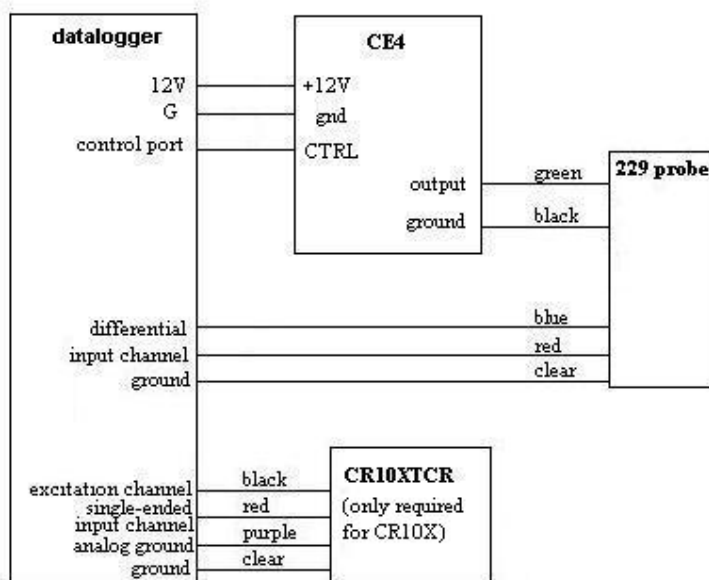 datalogger
12V
G
control port
CE4
+12V
gnd
CTRL
output
ground
green
black
229 probe
differential
input channel
ground
blue
red
clear
excitation channel
single-ended
input channel
analog ground
ground
black
red
purple
clear
CR10XTCR
(only required
for CR10X)